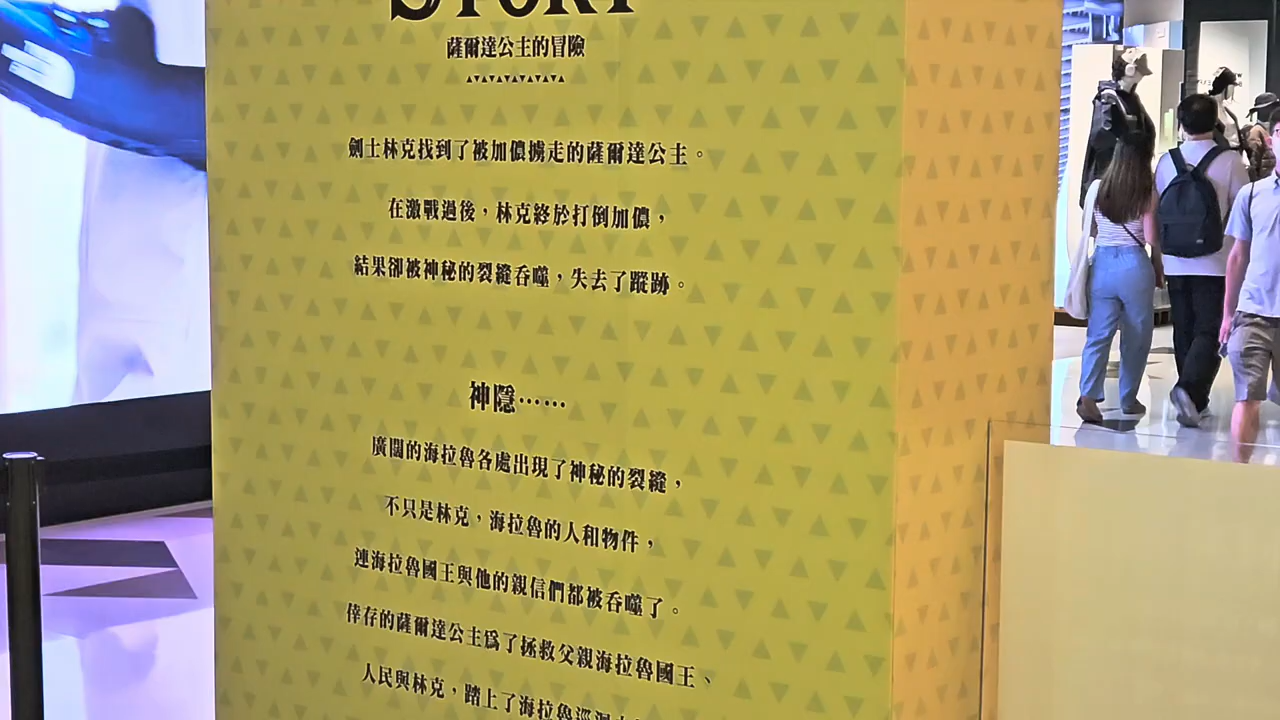 STORY
薩爾達公主的冒險
劍士林克找到了被加儂擄走的薩爾達公主。
在激戰過後，林克終於打倒加儂，
結果卻被神秘的裂縫吞噬，失去了蹤跡。
神隱……
廣闊的海拉魯各處出現了神秘的裂縫，
不只是林克，海拉魯的人和物件，
連海拉魯國王與他的親信們都被吞噬了。
倖存的薩爾達公主為了拯救父親海拉魯國王、
人民與林克，踏上了海拉魯